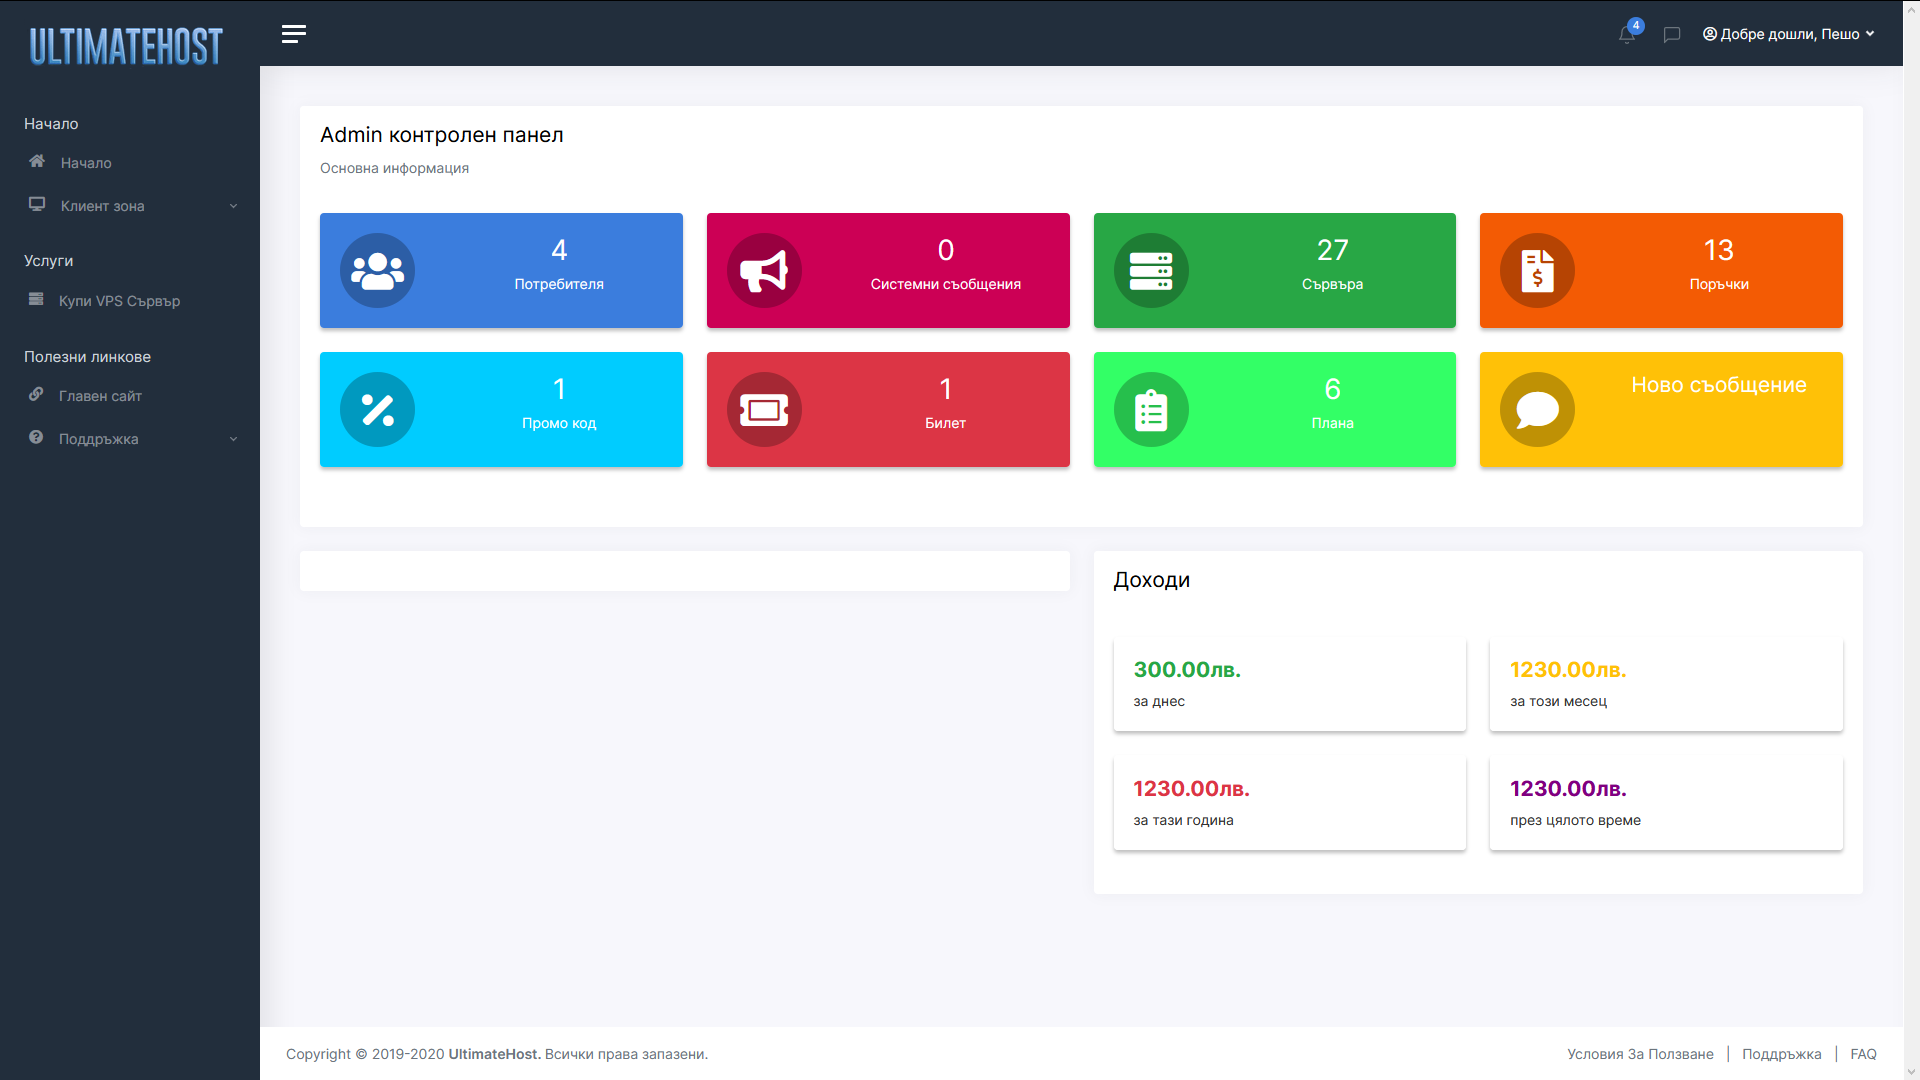 ULTIMATEHOST
4
Добре дошли, Пешо
Начало
Начало
Клиент зона
Услуги
Купи VPS Сървър
Полезни линкове
Главен сайт
Поддръжка
Admin контролен панел
Основна информация
4
Потребителя
0
Системни съобщения
27
Сървъра
13
Поръчки
1
Промо код
1
Билет
6
Плана
Ново съобщение
Доходи
300.00лв.
за днес
1230.00лв.
за този месец
1230.00лв.
за тази година
1230.00лв.
през цялото време
Copyright © 2019-2020 UltimateHost. Всички права запазени.
Условия За Ползване | Поддръжка | FAQ